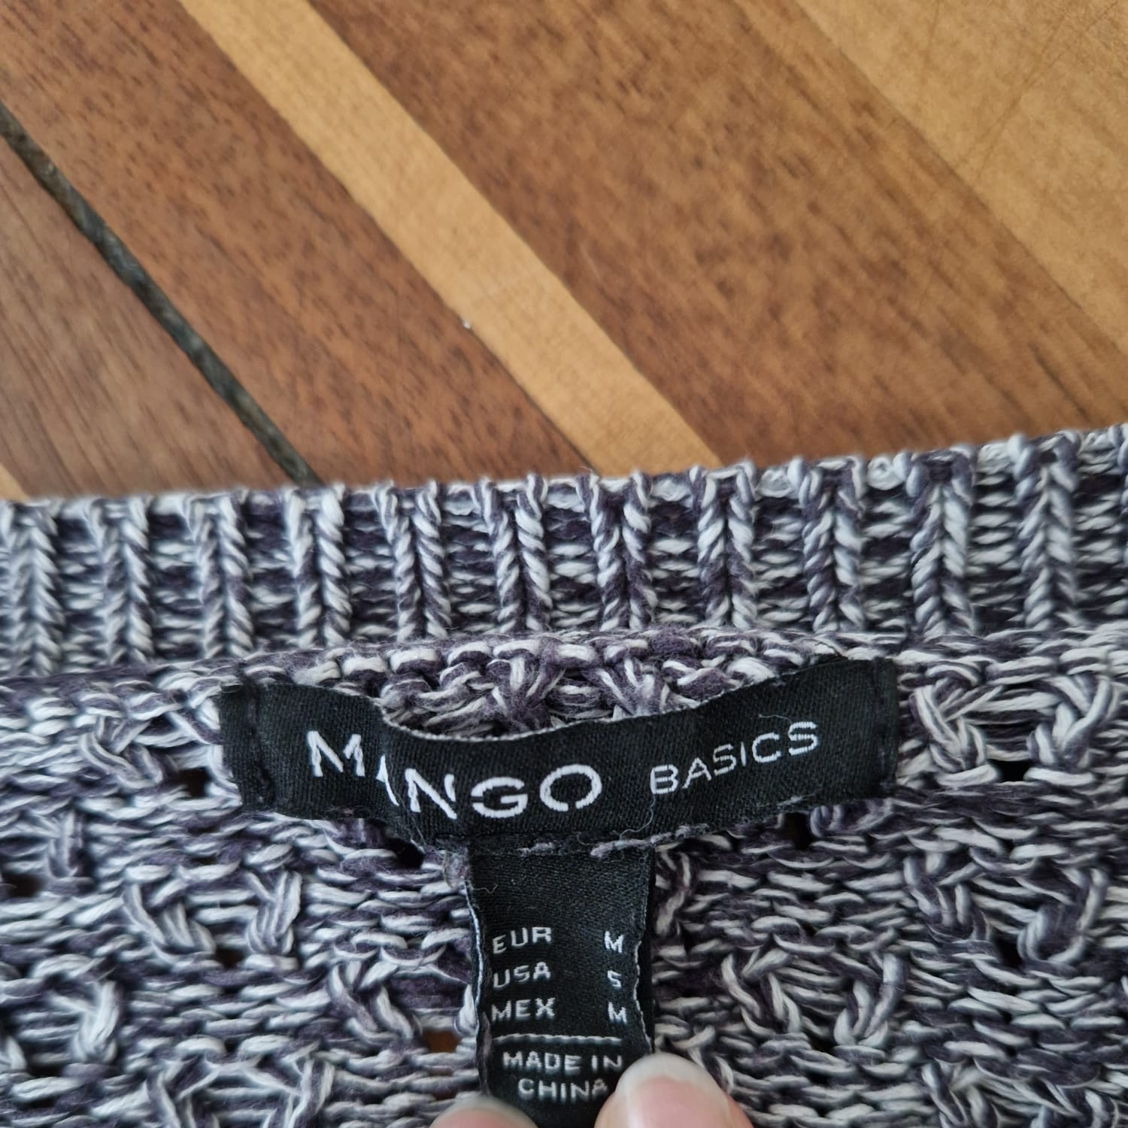 MANGO BASICS
EUR M
USA S
MEX M
MADE IN
CHINA